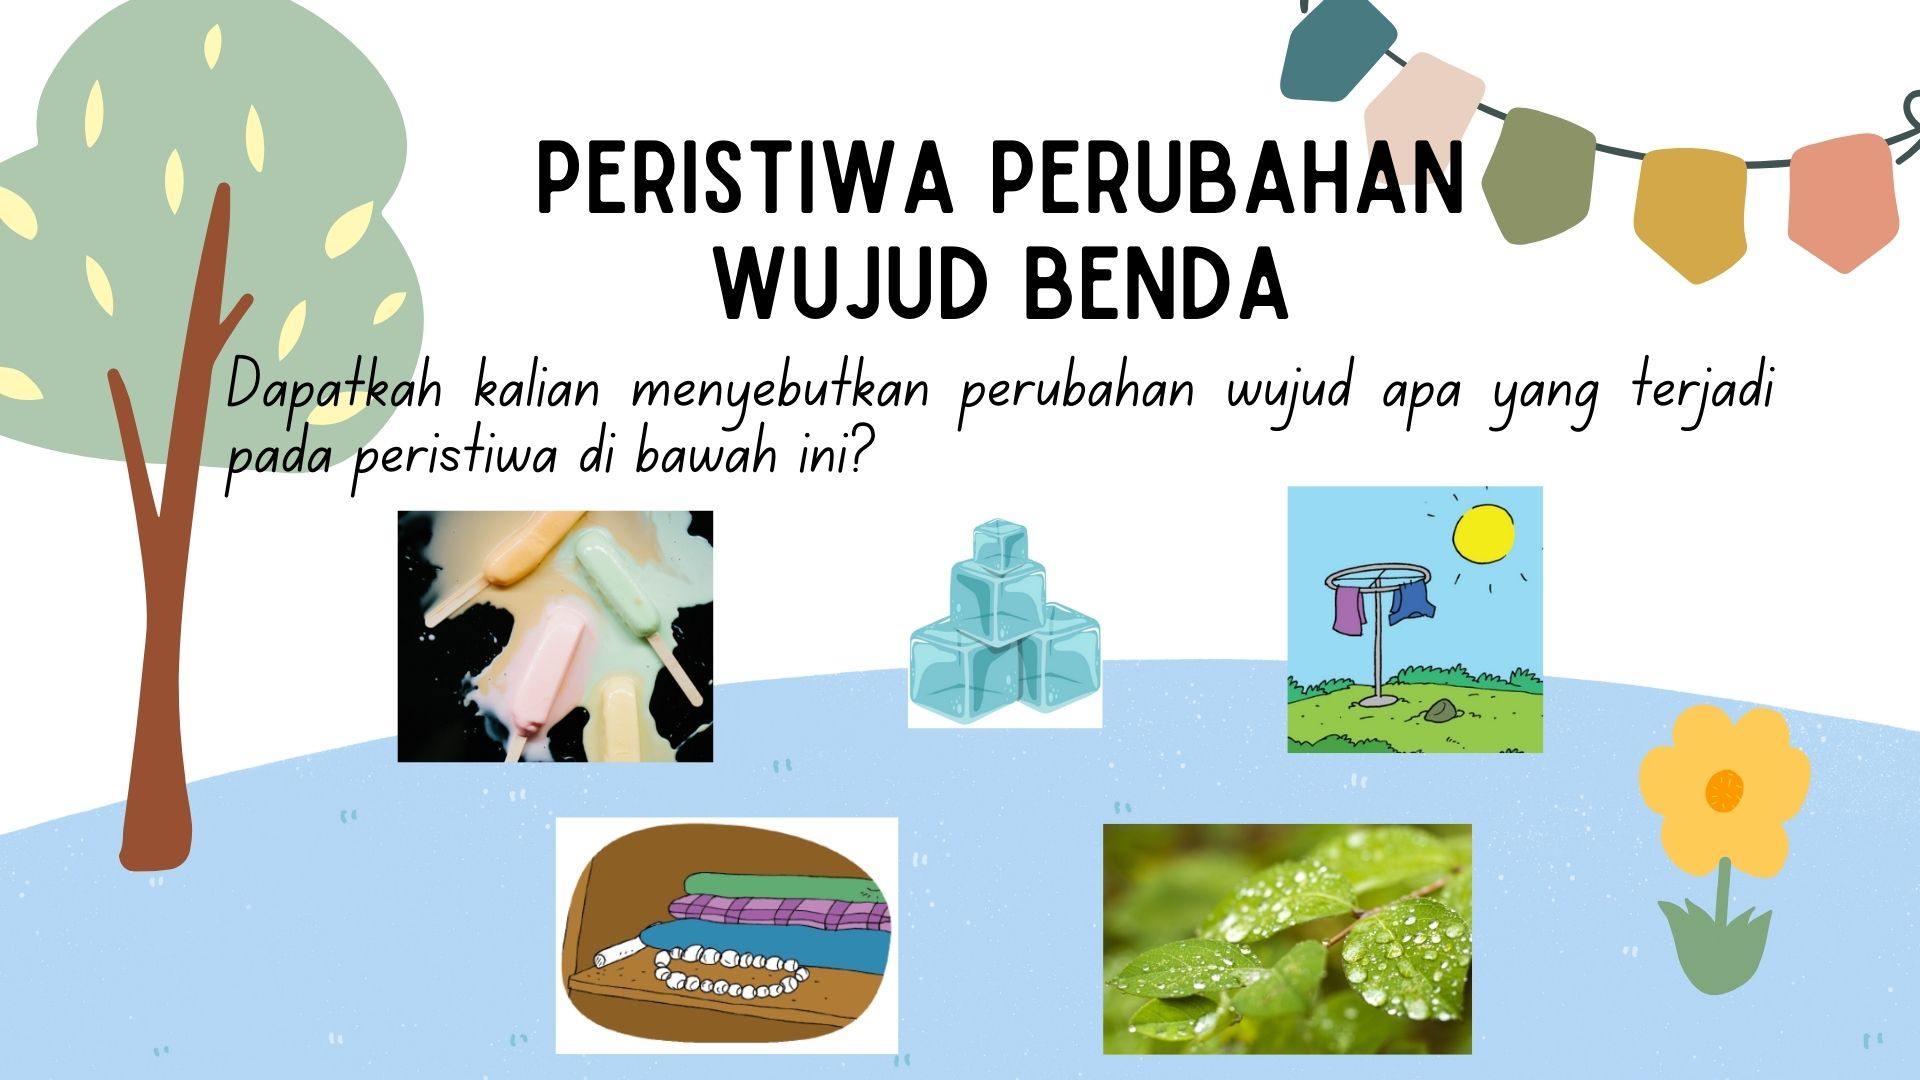 PERISTIWA PERUBAHAN
WUJUD BENDA
Dapatkah kalian menyebutkan perubahan wujud apa yang terjadi
pada peristiwa di bawah ini?